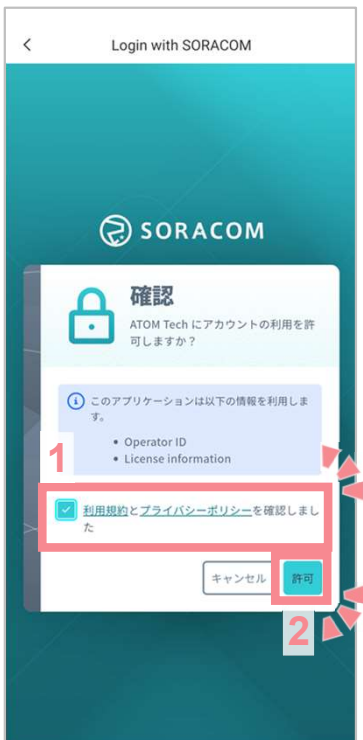 Login with SORACOM
SORACOM
確認
ATOM Tech にアカウントの利用を許
可しますか？
このアプリケーションは以下の情報を利用しま
す。
• Operator ID
• License information
1
利用規約とプライバシーポリシーを確認しまし
た
キャンセル
許可
2